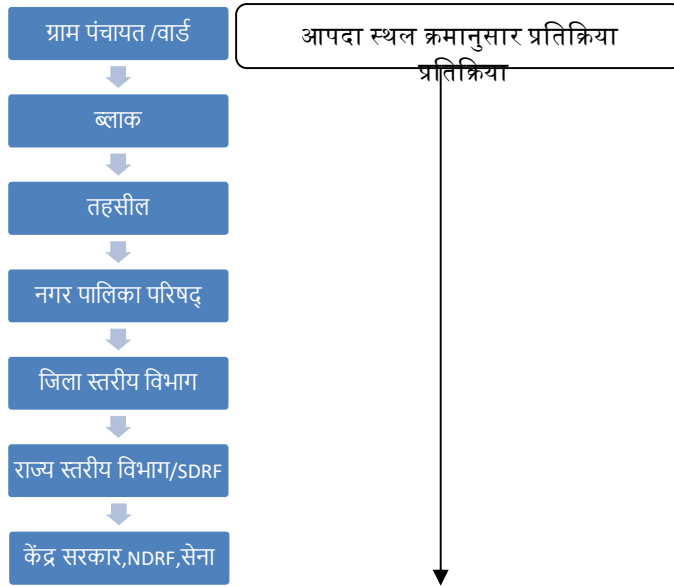 ग्राम पंचायत /वार्ड
आपदा स्थल क्रमानुसार प्रतिक्रिया
प्रतिक्रिया
ब्लाक
तहसील
नगर पालिका परिषद्
जिला स्तरीय विभाग
राज्य स्तरीय विभाग/SDRF
केंद्र सरकार,NDRF,सेना